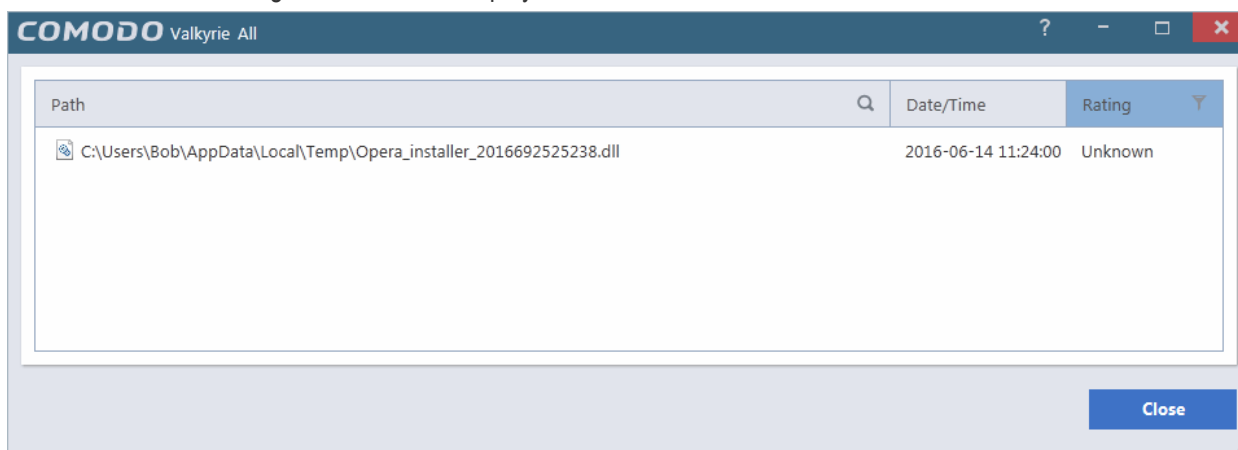 COMODO Valkyrie All ?
Path Date/Time Rating
C:\Users\Bob\AppData\Local\Temp\Opera_installer_2016692525238.dll 2016-06-14 11:24:00 Unknown
Close